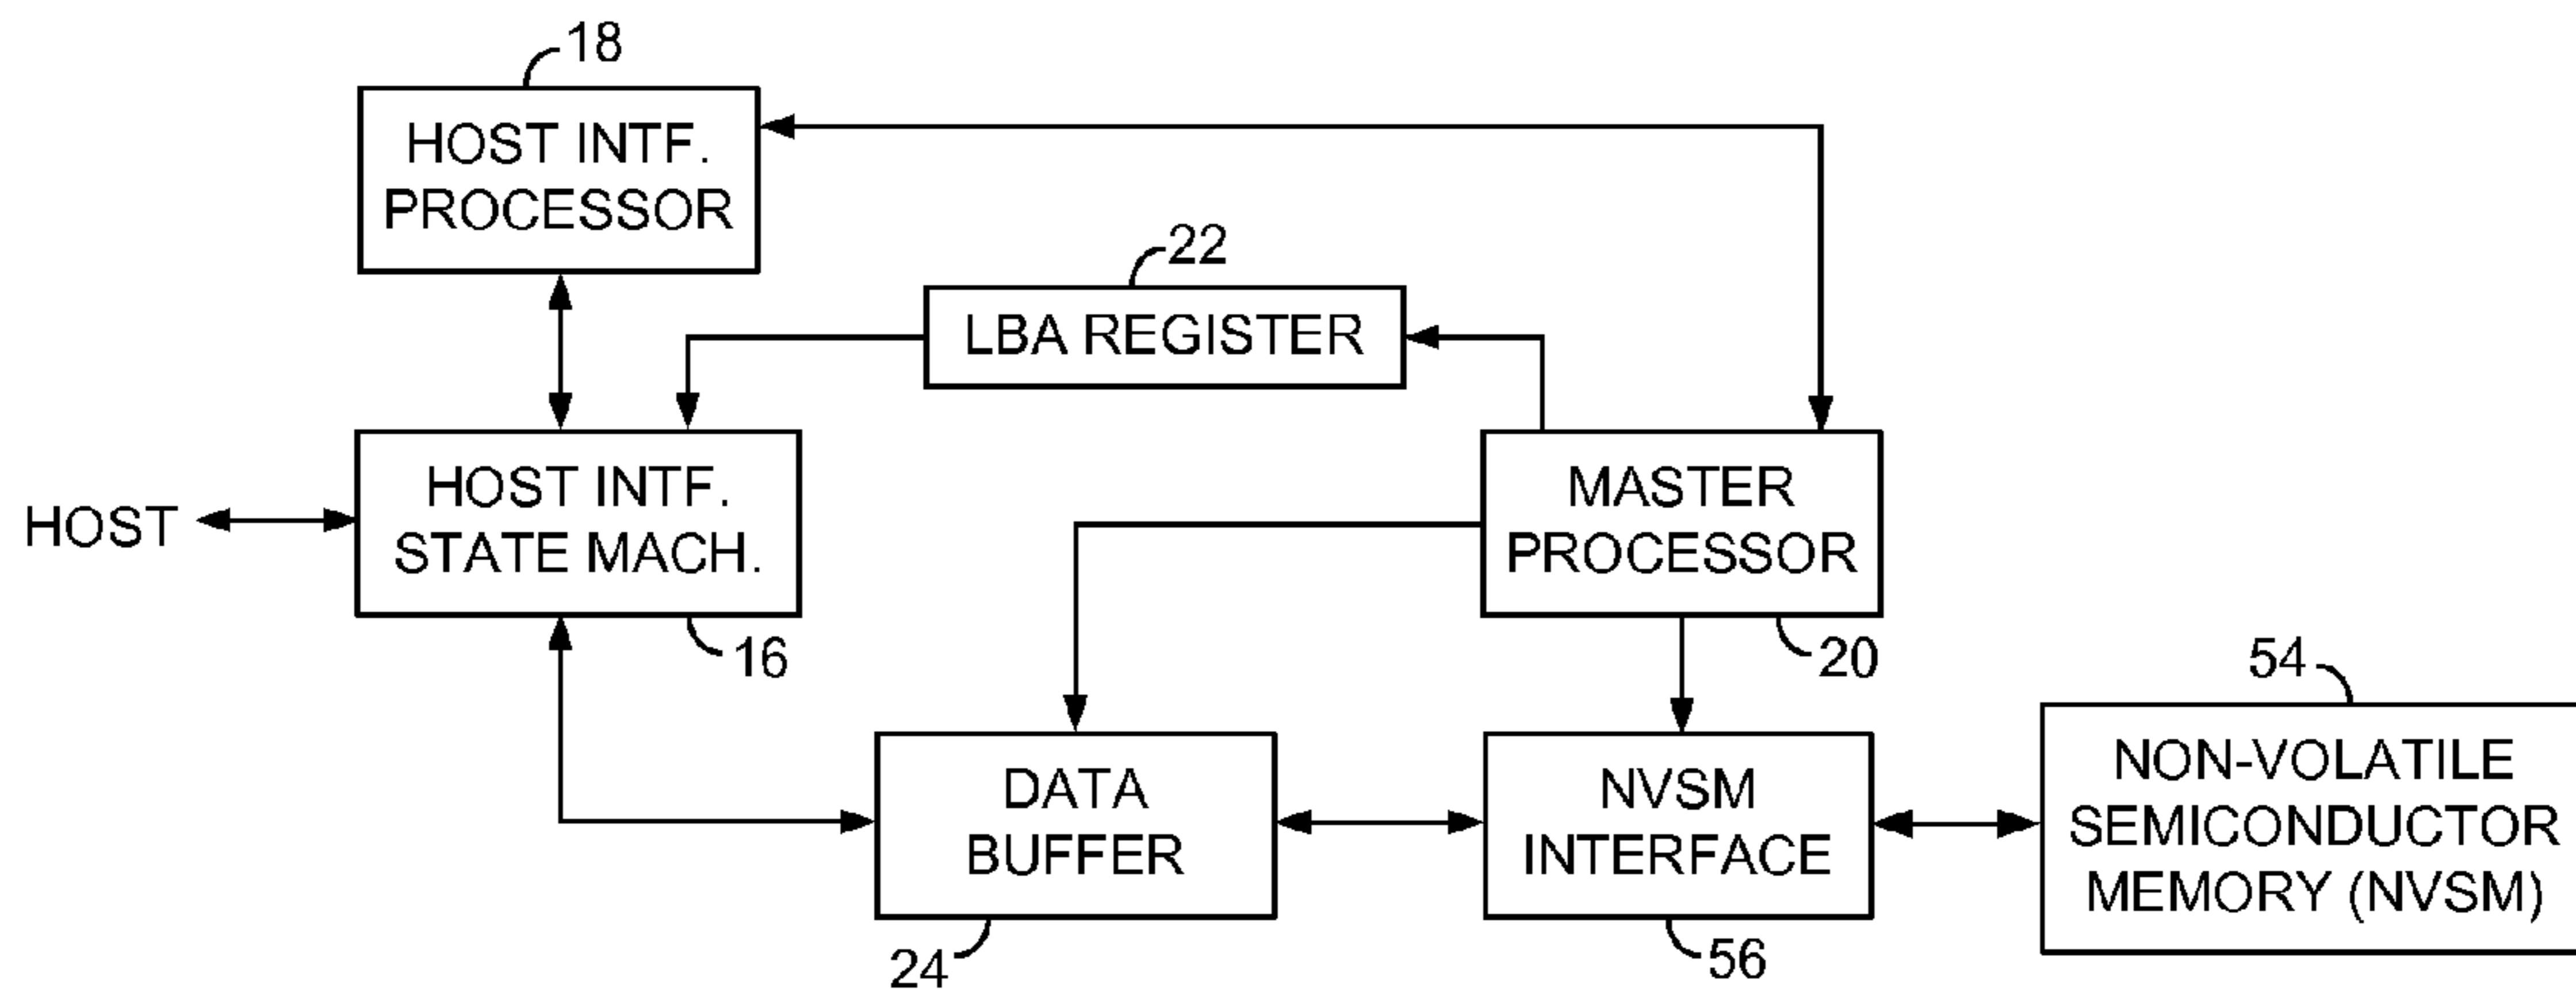 18
HOST INTF.
PROCESSOR
22
LBA REGISTER
HOST
HOST INTF.
STATE MACH.
16
MASTER
PROCESSOR
20
DATA
BUFFER
24
NVSM
INTERFACE
56
54
NON-VOLATILE
SEMICONDUCTOR
MEMORY (NVSM)